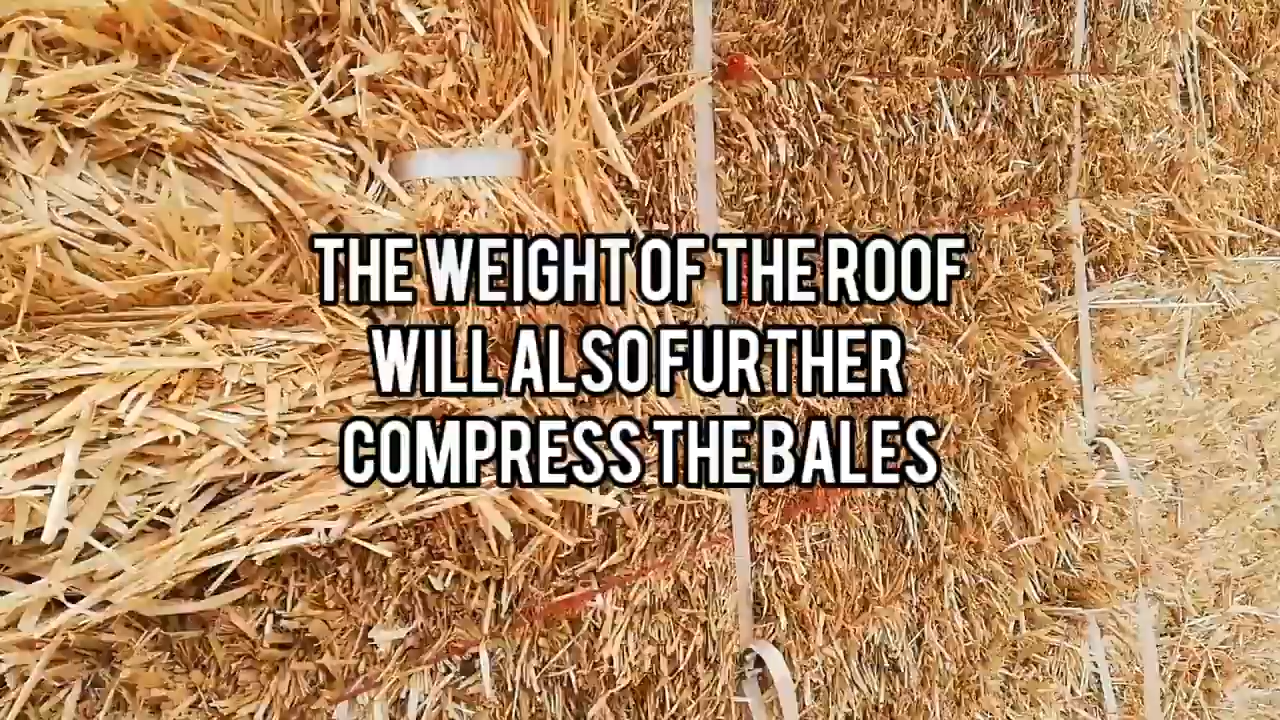 THE WEIGHT OF THE ROOF
WILL ALSO FURTHER
COMPRESS THE BALES